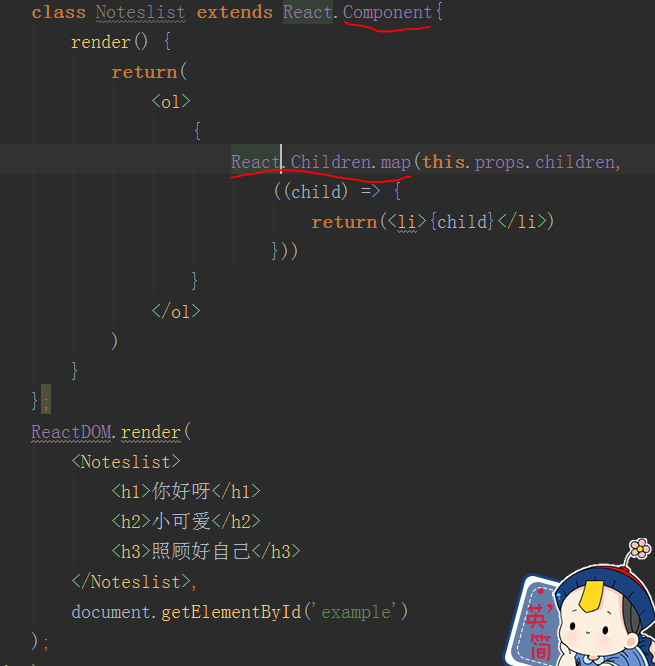 class Noteslist extends React.Component{
render() {
return(
<ol>
{
React.Children.map(this.props.children,
((child) => {
return(<li>{child}</li>)
}))
}
</ol>
)
}
};
ReactDOM.render(
<Noteslist>
<h1>你好呀</h1>
<h2>小可爱</h2>
<h3>照顾好自己</h3>
</Noteslist>,
document.getElementById('example')
);
英
简